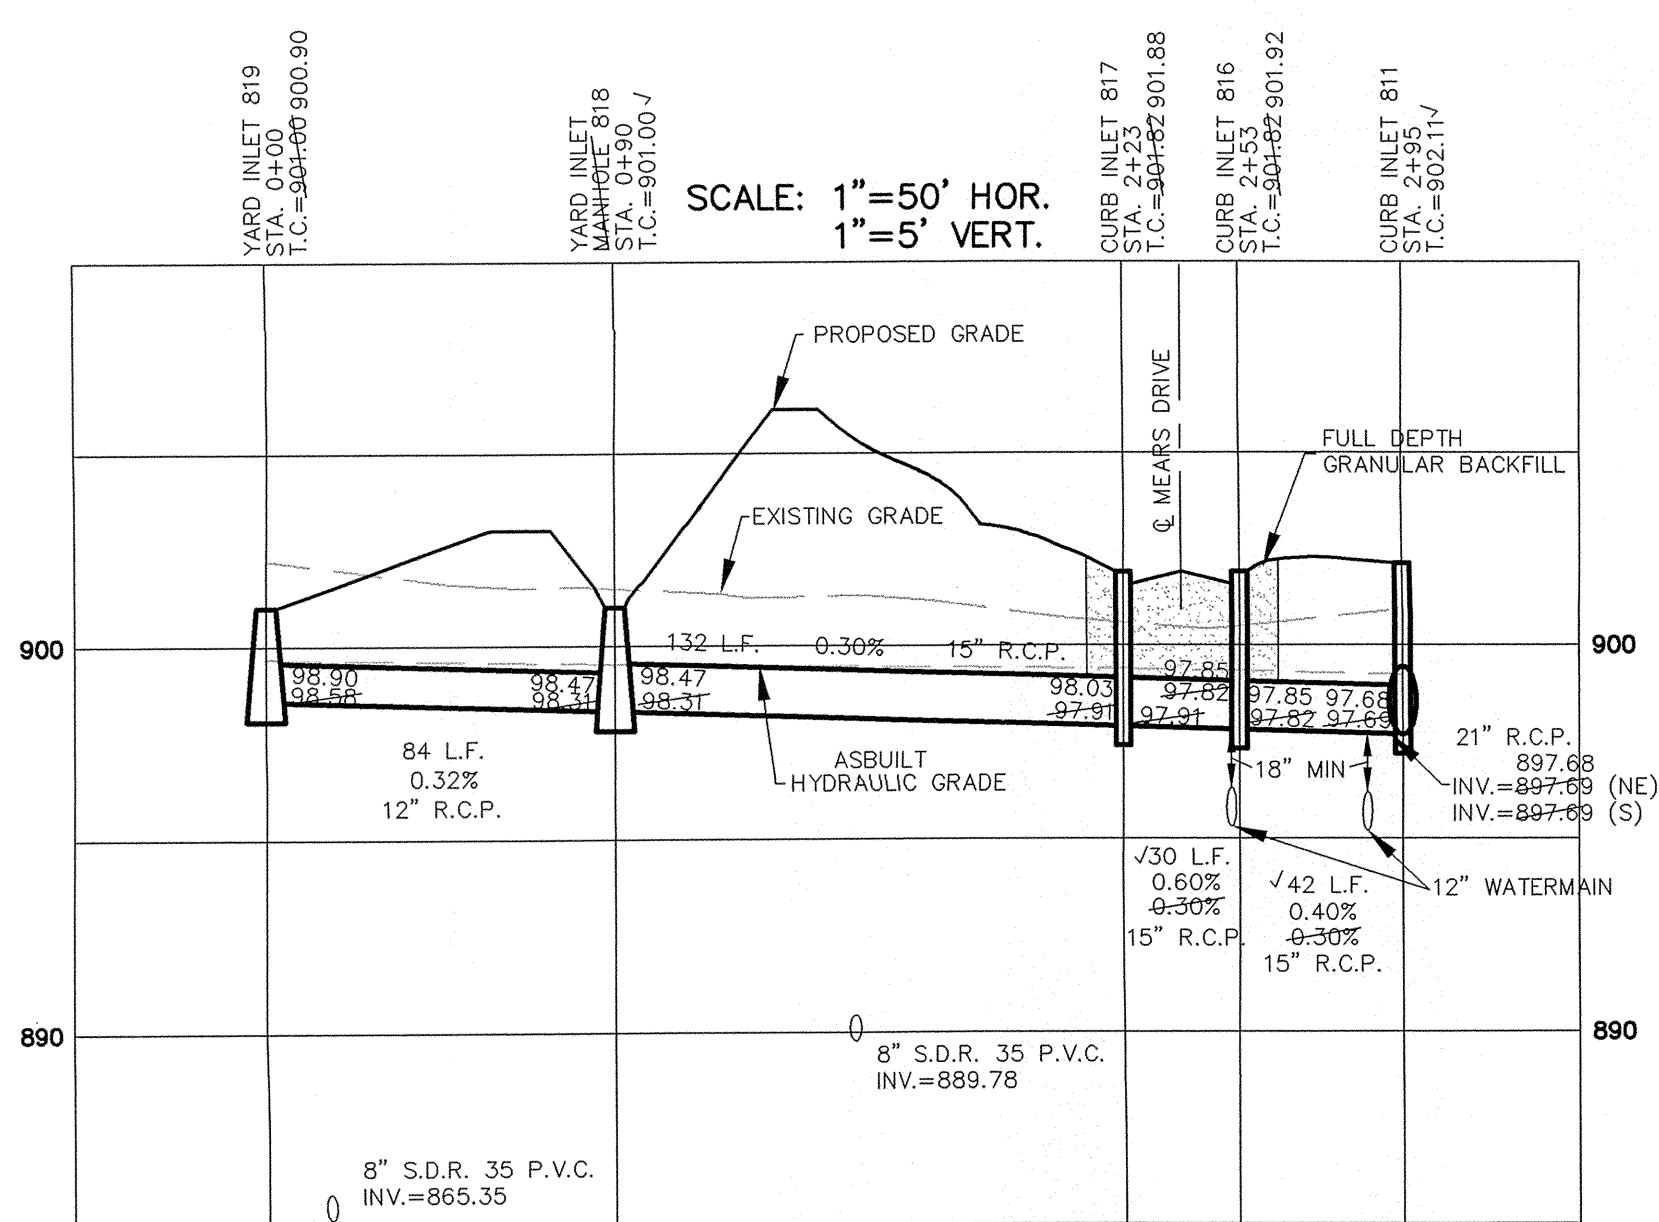 YARD INLET 819
STA. 0+00
T.C.=901.00 900.90
YARD INLET
MANHOLE 818
STA. 0+90
T.C.=901.00 √
SCALE: 1"=50' HOR.
1"=5' VERT.
CURB INLET 817
STA. 2+23
T.C.=901.82 901.88
CURB INLET 816
STA. 2+53
T.C.=901.82 901.92
CURB INLET 811
STA. 2+95
T.C.=902.11√
PROPOSED GRADE
℄ MEARS DRIVE
FULL DEPTH
GRANULAR BACKFILL
EXISTING GRADE
900
132 L.F. 0.30% 15" R.C.P.
900
98.90
98.58
98.47
98.31
98.47
98.31
98.03
97.91
97.85
97.82
97.91
97.85
97.82
97.68
97.69
84 L.F.
0.32%
12" R.C.P.
ASBUILT
HYDRAULIC GRADE
18" MIN
21" R.C.P.
897.68
INV.=897.69 (NE)
INV.=897.69 (S)
√30 L.F.
0.60%
0.30%
15" R.C.P.
√42 L.F.
0.40%
0.30%
15" R.C.P.
12" WATERMAIN
890
890
8" S.D.R. 35 P.V.C.
INV.=889.78
8" S.D.R. 35 P.V.C.
INV.=865.35